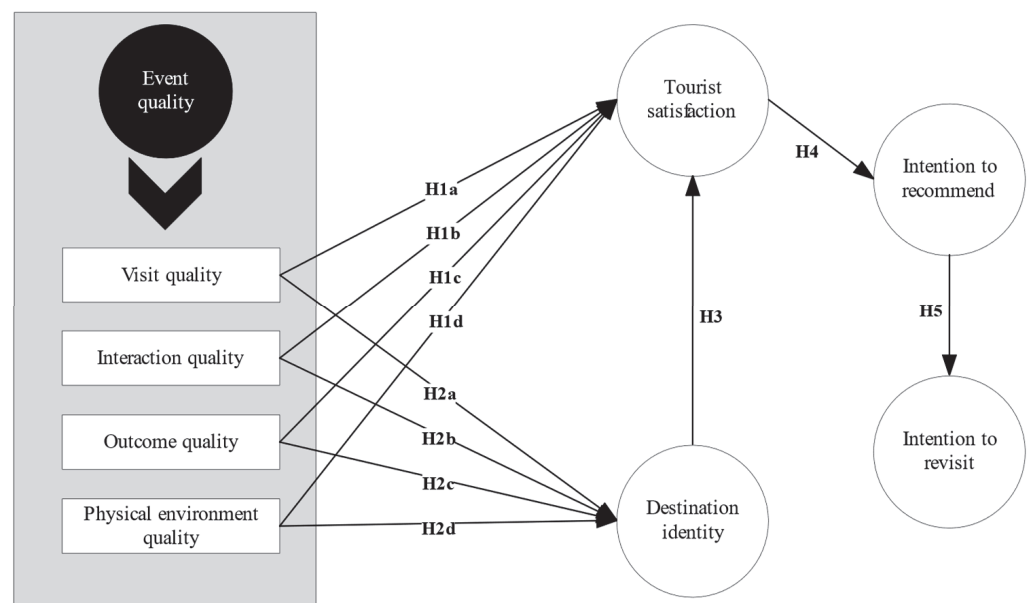 Event
quality
Visit quality
Interaction quality
Outcome quality
Physical environment
quality
H1a
H1b
H1c
H1d
H2a
H2b
H2c
H2d
Tourist
satisfaction
H3
Destination
identity
H4
Intention to
recommend
H5
Intention to
revisit